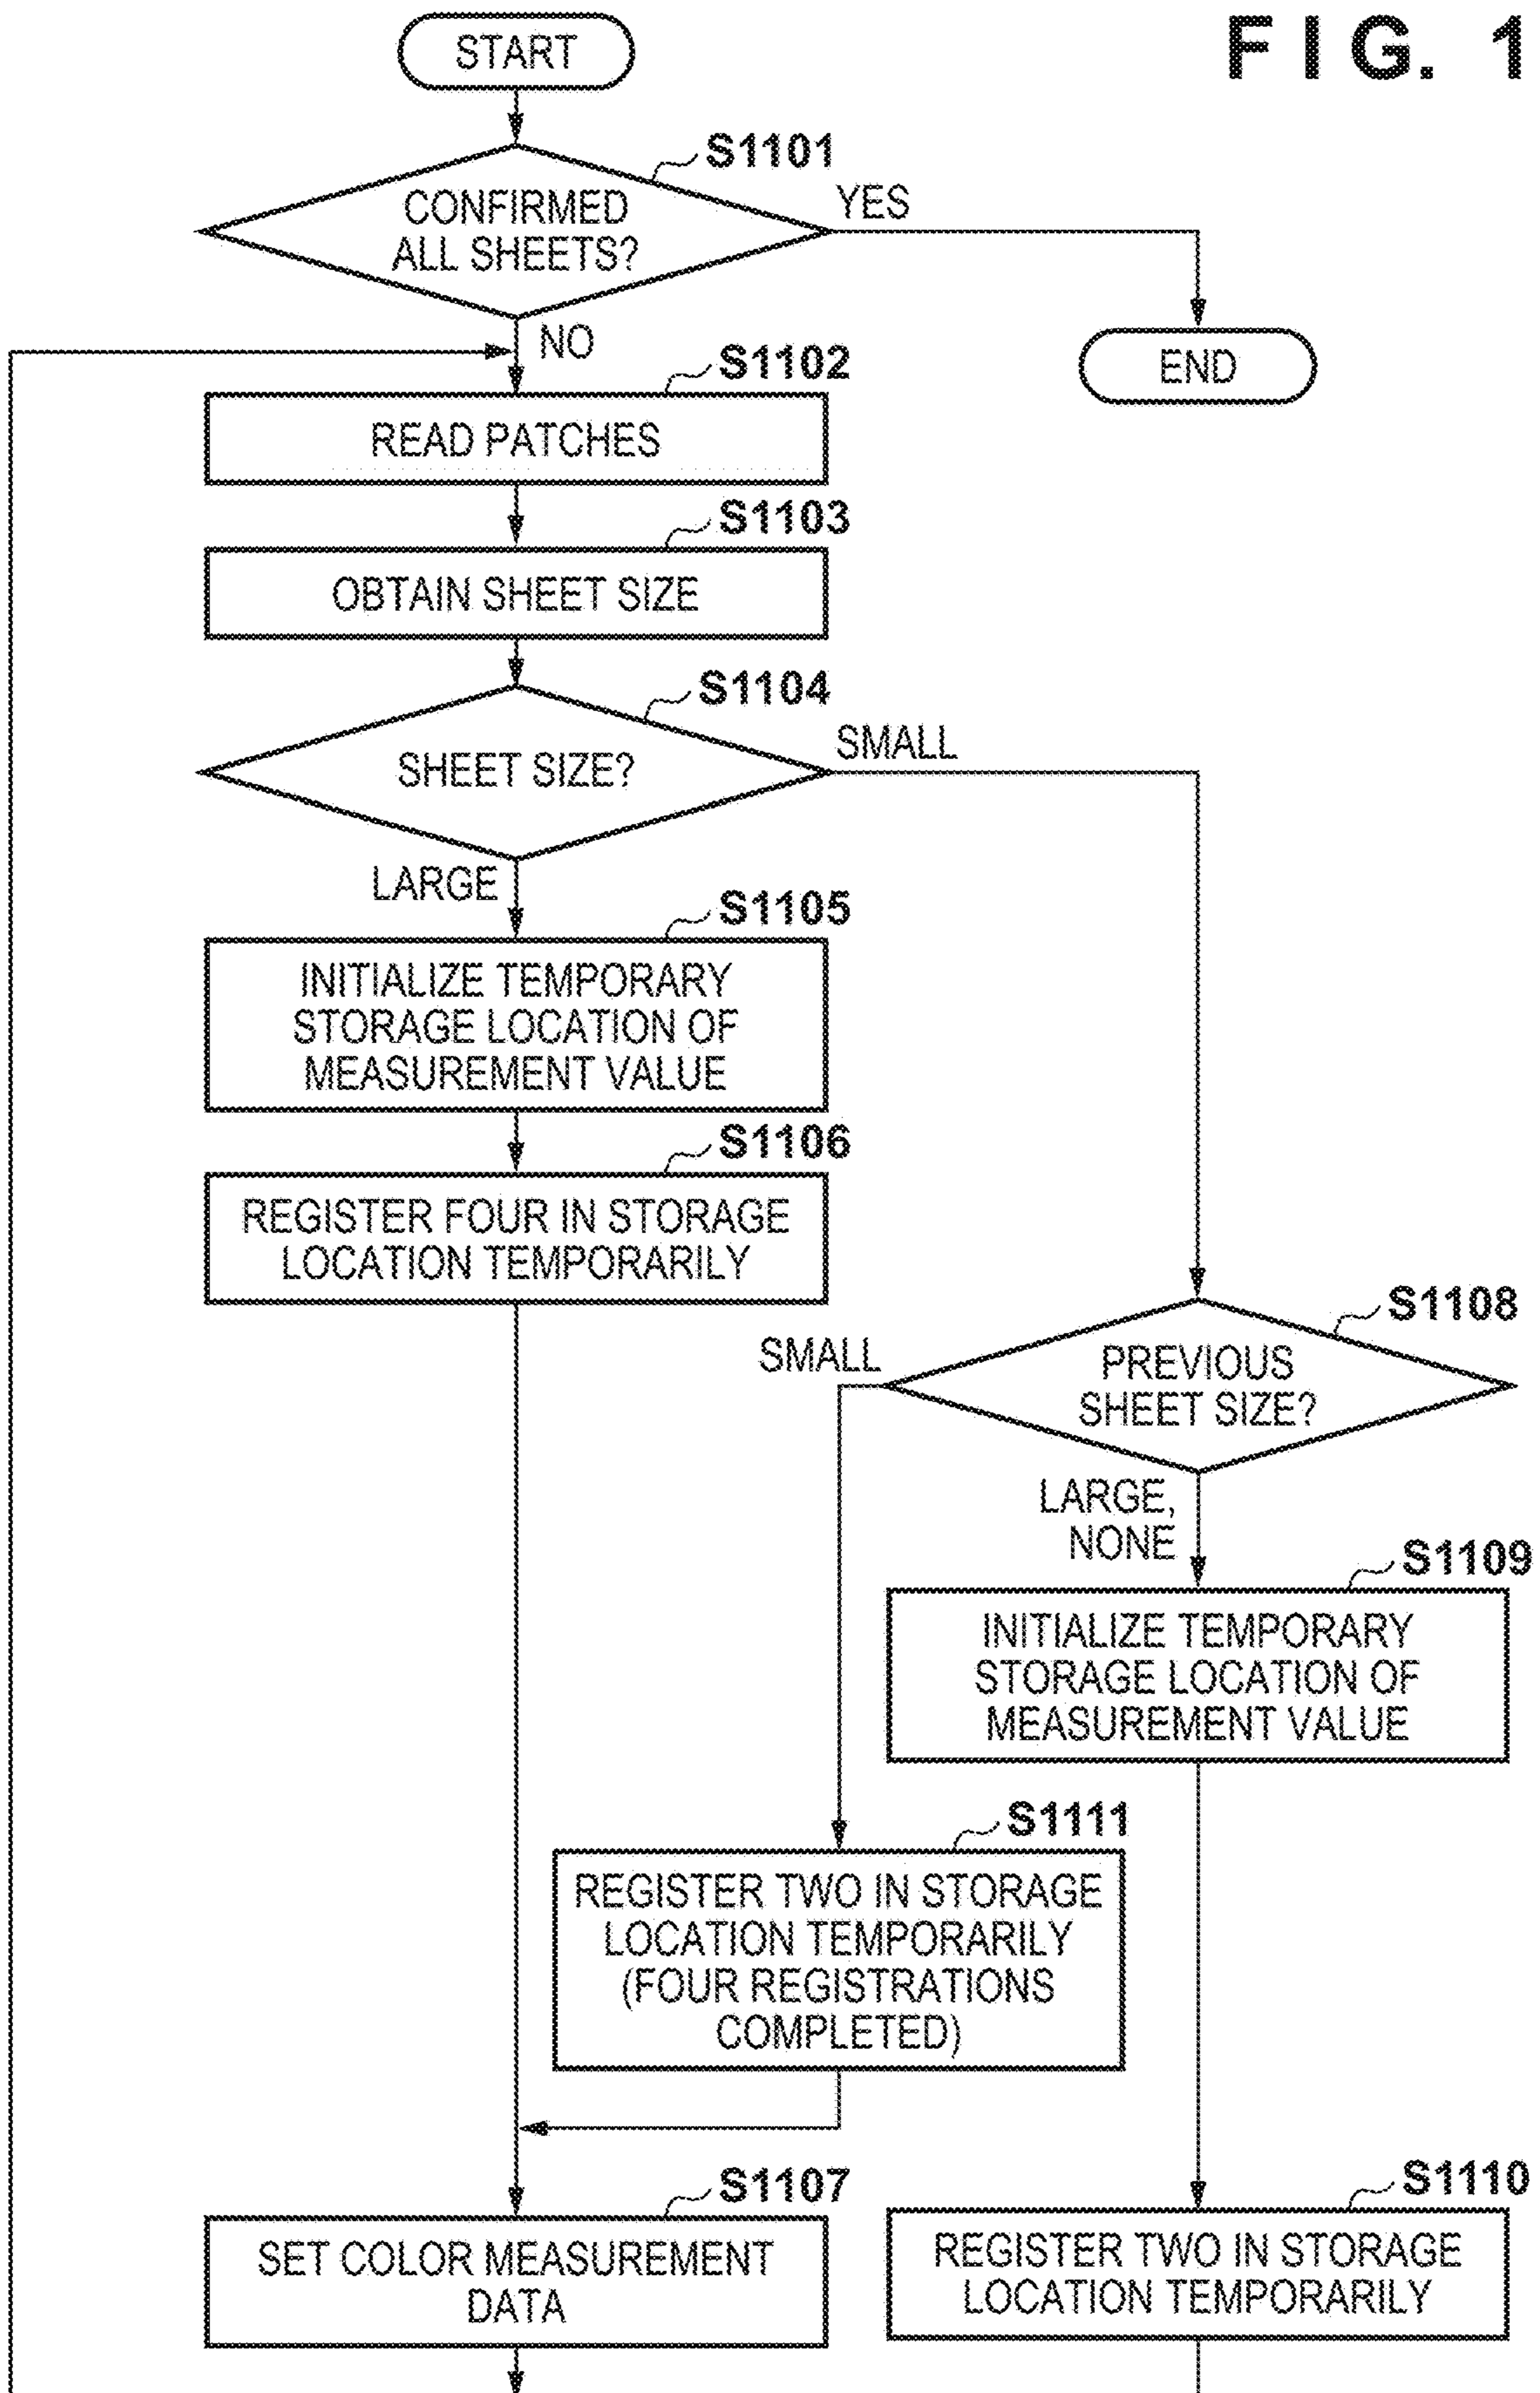 FIG. 1
START
S1101
CONFIRMED
ALL SHEETS?
YES
NO
END
S1102
READ PATCHES
S1103
OBTAIN SHEET SIZE
S1104
SHEET SIZE?
SMALL
LARGE
S1105
INITIALIZE TEMPORARY
STORAGE LOCATION OF
MEASUREMENT VALUE
S1106
REGISTER FOUR IN STORAGE
LOCATION TEMPORARILY
S1108
PREVIOUS
SHEET SIZE?
SMALL
LARGE,
NONE
S1109
INITIALIZE TEMPORARY
STORAGE LOCATION OF
MEASUREMENT VALUE
S1111
REGISTER TWO IN STORAGE
LOCATION TEMPORARILY
(FOUR REGISTRATIONS
COMPLETED)
S1107
SET COLOR MEASUREMENT
DATA
S1110
REGISTER TWO IN STORAGE
LOCATION TEMPORARILY